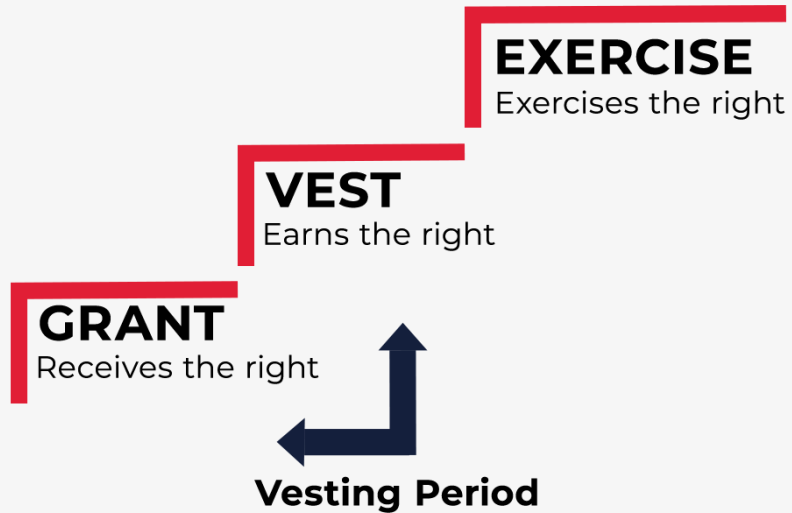 EXERCISE
Exercises the right
VEST
Earns the right
GRANT
Receives the right
Vesting Period